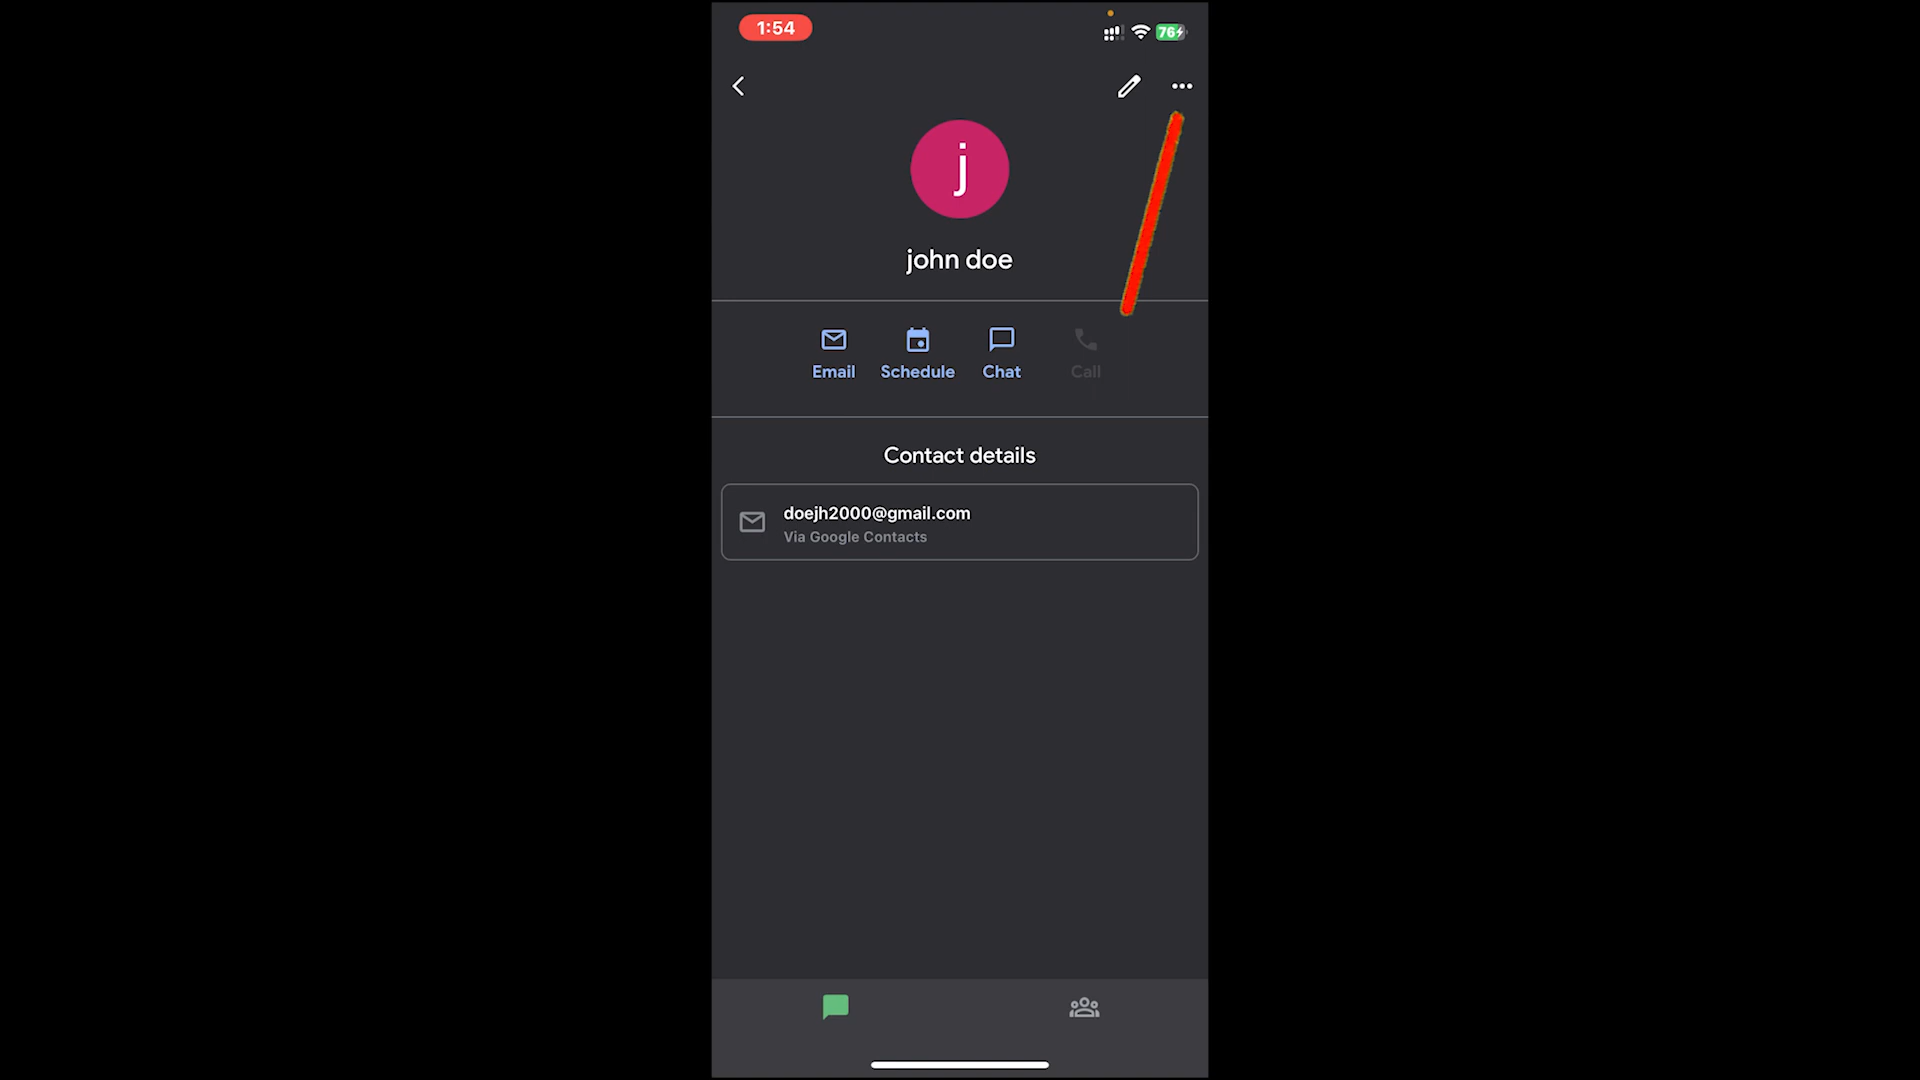 1:54
76
j
john doe
Email Schedule Chat Call
Contact details
doejh2000@gmail.com
Via Google Contacts